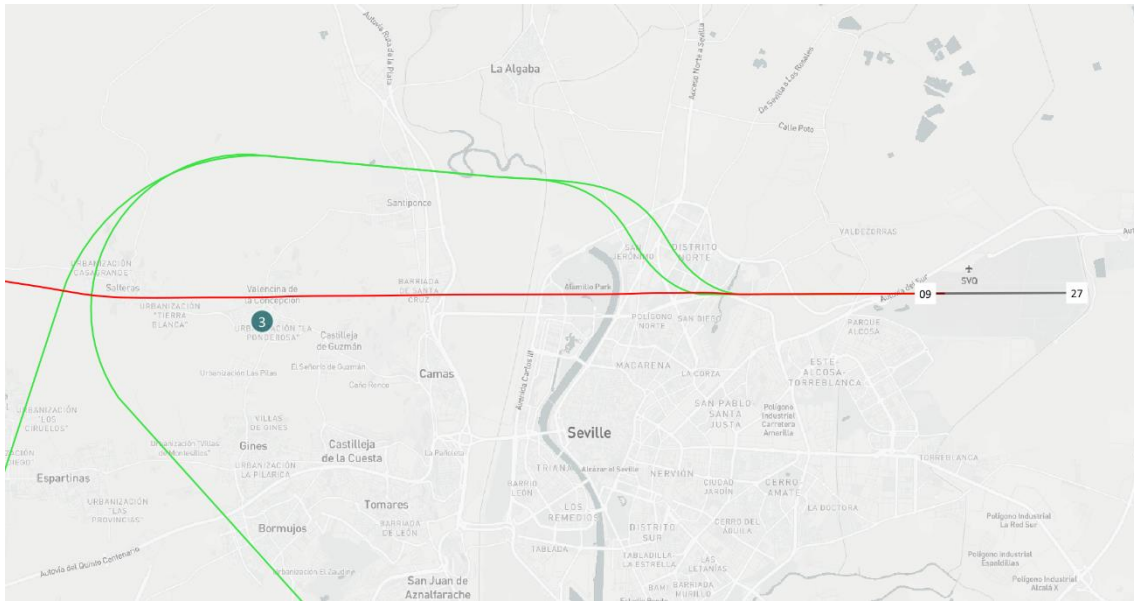 Autovía Ruta de la Plata
La Algaba
Acceso Norte a Sevilla
De Sevilla a Los Rosales
Calle Poto
Santiponce
VALDEZORRAS
SAN
JERÓNIMO
DISTRITO
NORTE
URBANIZACIÓN
CASAGRANDE"
Salteras
Valencina de
la Concepción
BARRIADA
DE SANTA
CRUZ
Alamillo Park
SVQ
Autovía del Sur
09
27
URBANIZACIÓN
"TIERRA
BLANCA"
3
URBANIZACIÓN "LA
PONDEROSA"
Castilleja
de Guzmán
POLÍGONO
NORTE
SAN DIEGO
PARQUE
ALCOSA
Urbanización Las Pilas
El Señorío de Guzmán
Caño Ronco
Camas
Avenida Carlos III
MACARENA
LA CORZA
ESTE-
ALCOSA-
TORREBLANCA
URBANIZACIÓN
"LOS
CIRUELOS"
VILLAS
DE GINES
SAN PABLO-
SANTA
JUSTA
Polígono
Industrial
Carretera
Amarilla
Urbanización "Villas
de Montelullos"
Gines
Castilleja
de la Cuesta
La Pañoleta
Seville
TORREBLANCA
Espartinas
URBANIZACIÓN
LA PILARICA
TRIANA
Alcázar of Seville
NERVIÓN
BARRIO
LEÓN
CIUDAD
JARDÍN
CERRO
AMATE
URBANIZACIÓN
"LAS
PROVINCIAS"
Tomares
LOS
REMEDIOS
LA DOCTORA
Bormujos
BARRIADA
DE LEÓN
DISTRITO
SUR
CERRO DEL
ÁGUILA
Polígono Industrial
La Red Sur
TABLADA
TABLADILLA
LA ESTRELLA
LAS
LETANÍAS
Autovía del Quinto Centenario
Urbanización El Zaudín
Polígono Industrial
Espaldillas
San Juan de
Aznalfarache
BARRIADA
MURILLO
Polígono Industrial
Alcalá X